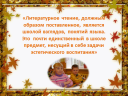 «Литературное чтение, должным
образом поставленное, является
школой взглядов, понятий языка.
Это почти единственный в школе
предмет, несущий в себе задачи
эстетического воспитания»